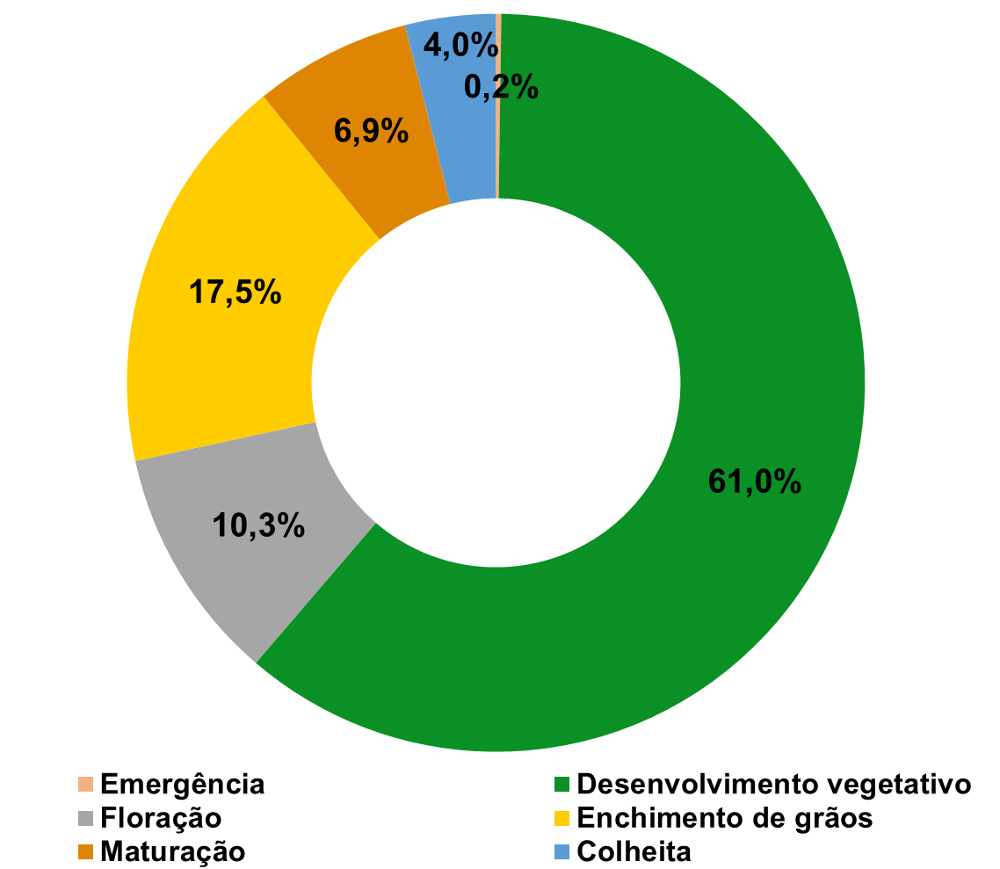 4,0%
0,2%
6,9%
17,5%
61,0%
10,3%
Emergência
Desenvolvimento vegetativo
Floração
Enchimento de grãos
Maturação
Colheita